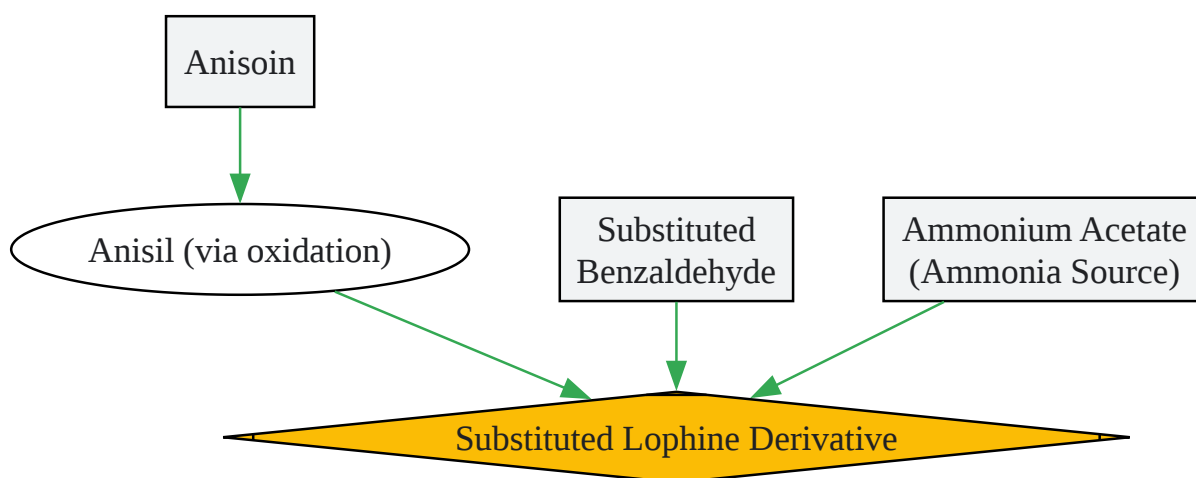 Anisoin
Anisil (via oxidation)
Substituted
Benzaldehyde
Ammonium Acetate
(Ammonia Source)
Substituted Lophine Derivative